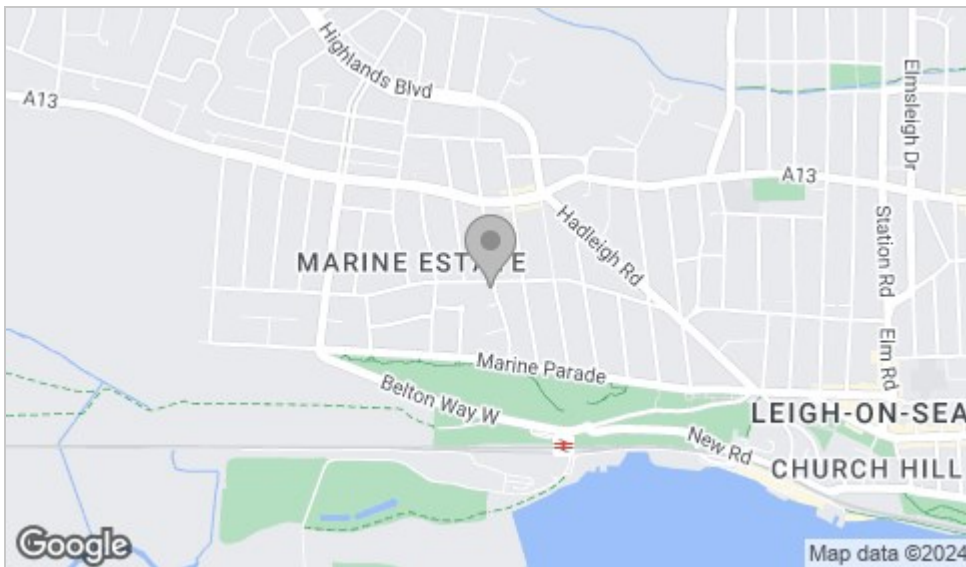 Highlands Blvd
A13
Elmsleigh Dr
A13
Hadleigh Rd
Station Rd
MARINE ESTATE
Marine Parade
Elm Rd
Belton Way W
LEIGH-ON-SEA
New Rd
CHURCH HILL
Google
Map data ©2024